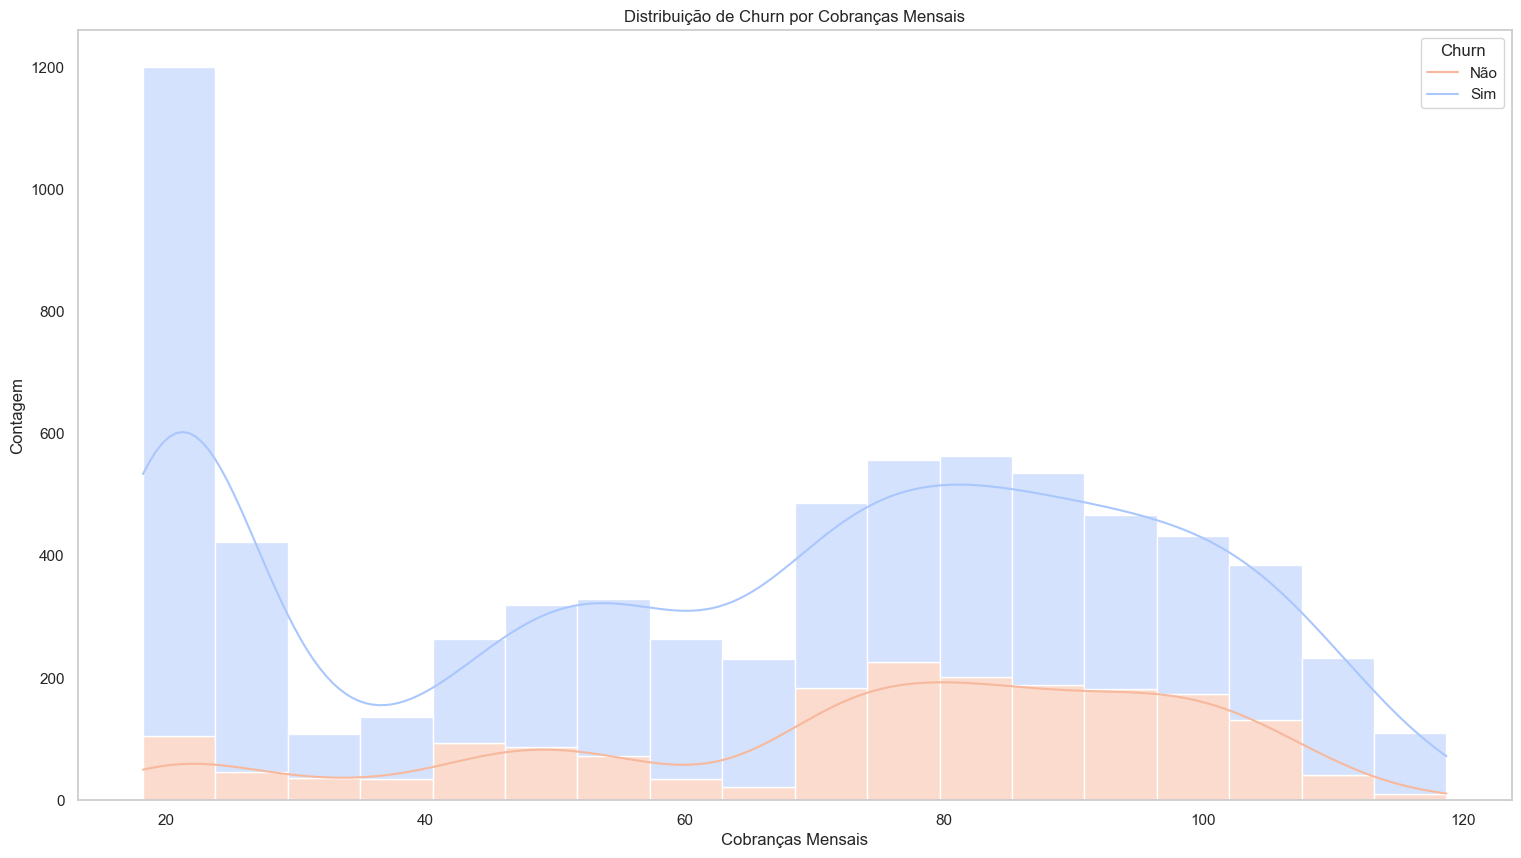 Distribuição de Churn por Cobranças Mensais
Churn
Não
Sim
1200
1000
800
600
400
200
0
Contagem
20 40 60 80 100 120
Cobranças Mensais